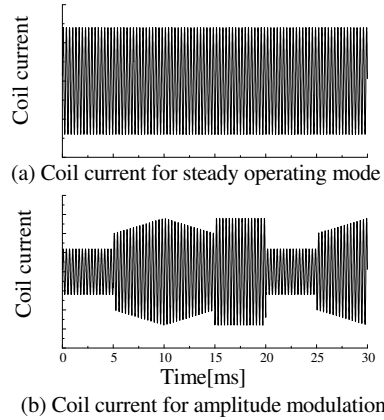 Coil current
(a) Coil current for steady operating mode
Coil current
0 5 10 15 20 25 30
Time[ms]
(b) Coil current for amplitude modulation